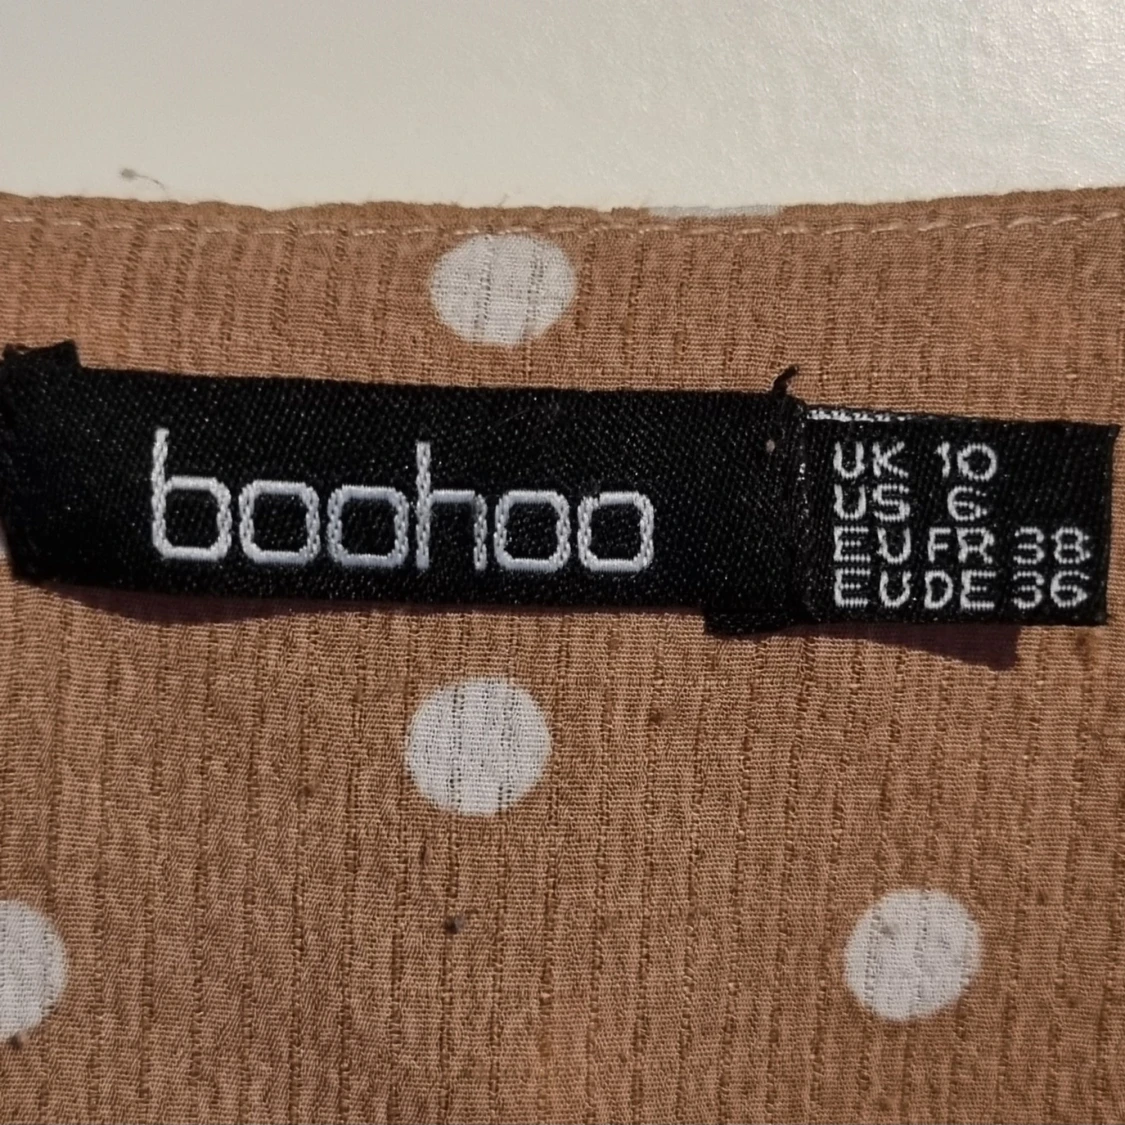 boohoo
UK 10
US 6
EU FR 38
EU DE 36